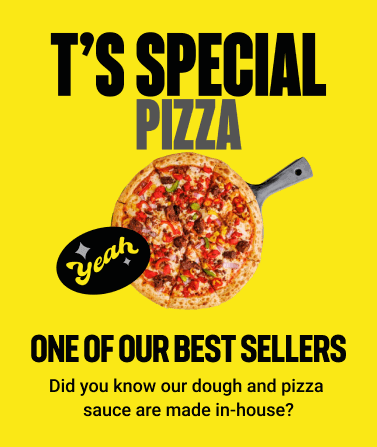 T'S SPECIAL
PIZZA
Yeah
ONE OF OUR BEST SELLERS
Did you know our dough and pizza
sauce are made in-house?